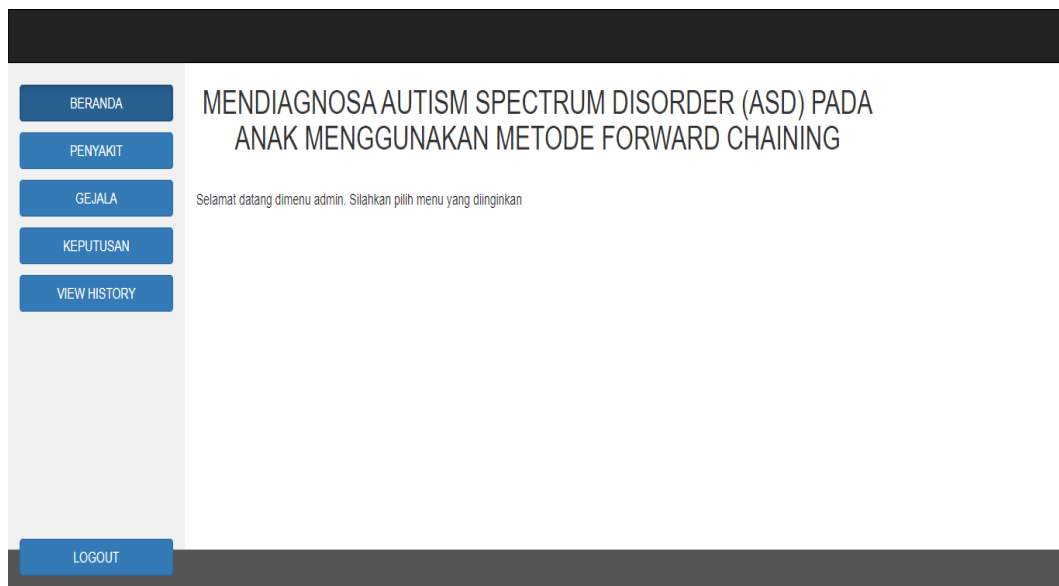 BERANDA
PENYAKIT
GEJALA
KEPUTUSAN
VIEW HISTORY
LOGOUT
MENDIAGNOSA AUTISM SPECTRUM DISORDER (ASD) PADA
ANAK MENGGUNAKAN METODE FORWARD CHAINING
Selamat datang dimenu admin. Silahkan pilih menu yang diinginkan